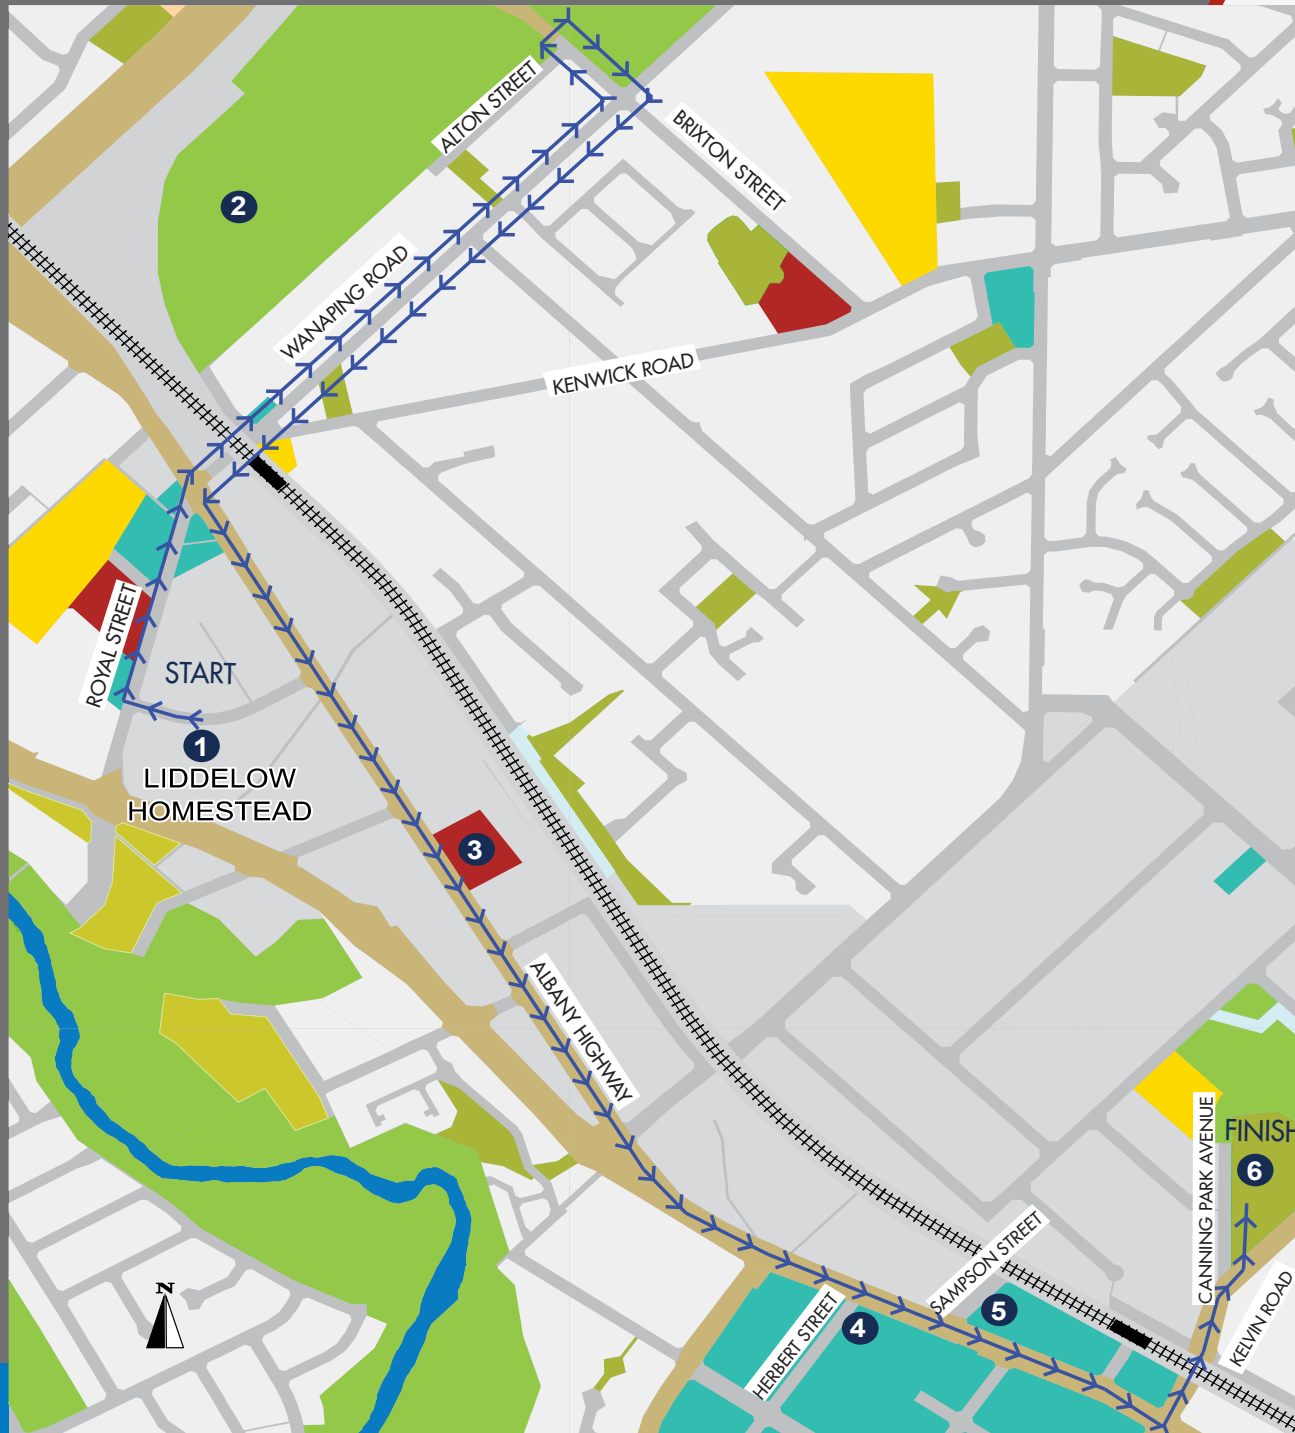 ALTON STREET
BRIXTON STREET
2
WANAPING ROAD
KENWICK ROAD
ROYAL STREET
START
1
LIDDELOW
HOMESTEAD
3
ALBANY HIGHWAY
CANNING PARK AVENUE
FINISH
6
SAMPSON STREET
KELVIN ROAD
N
HERBERT STREET
4
5